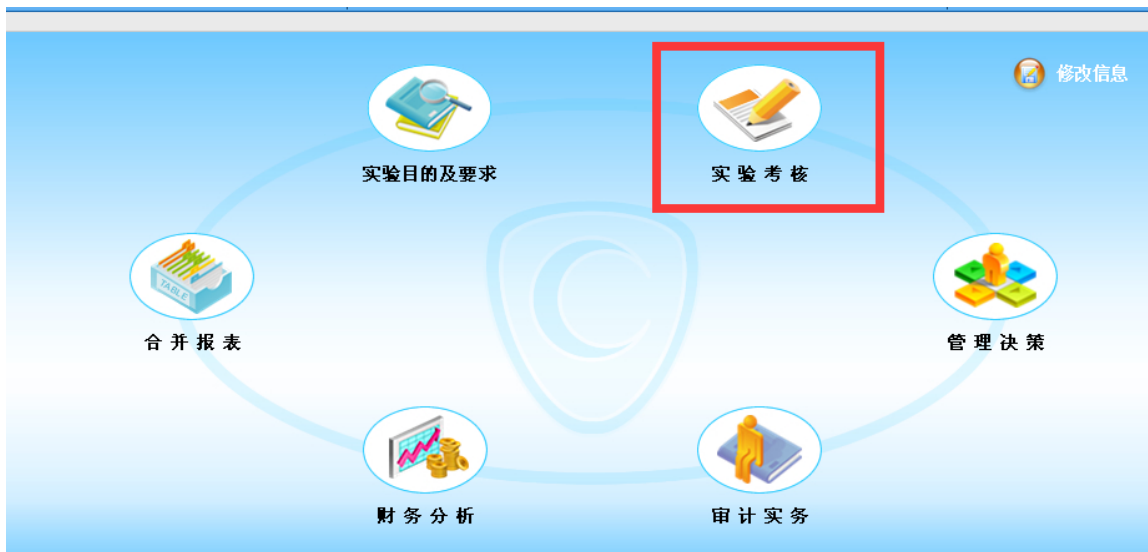 修改信息
实验目的及要求
实验考核
合并报表
TABLE
管理决策
财务分析
审计实务